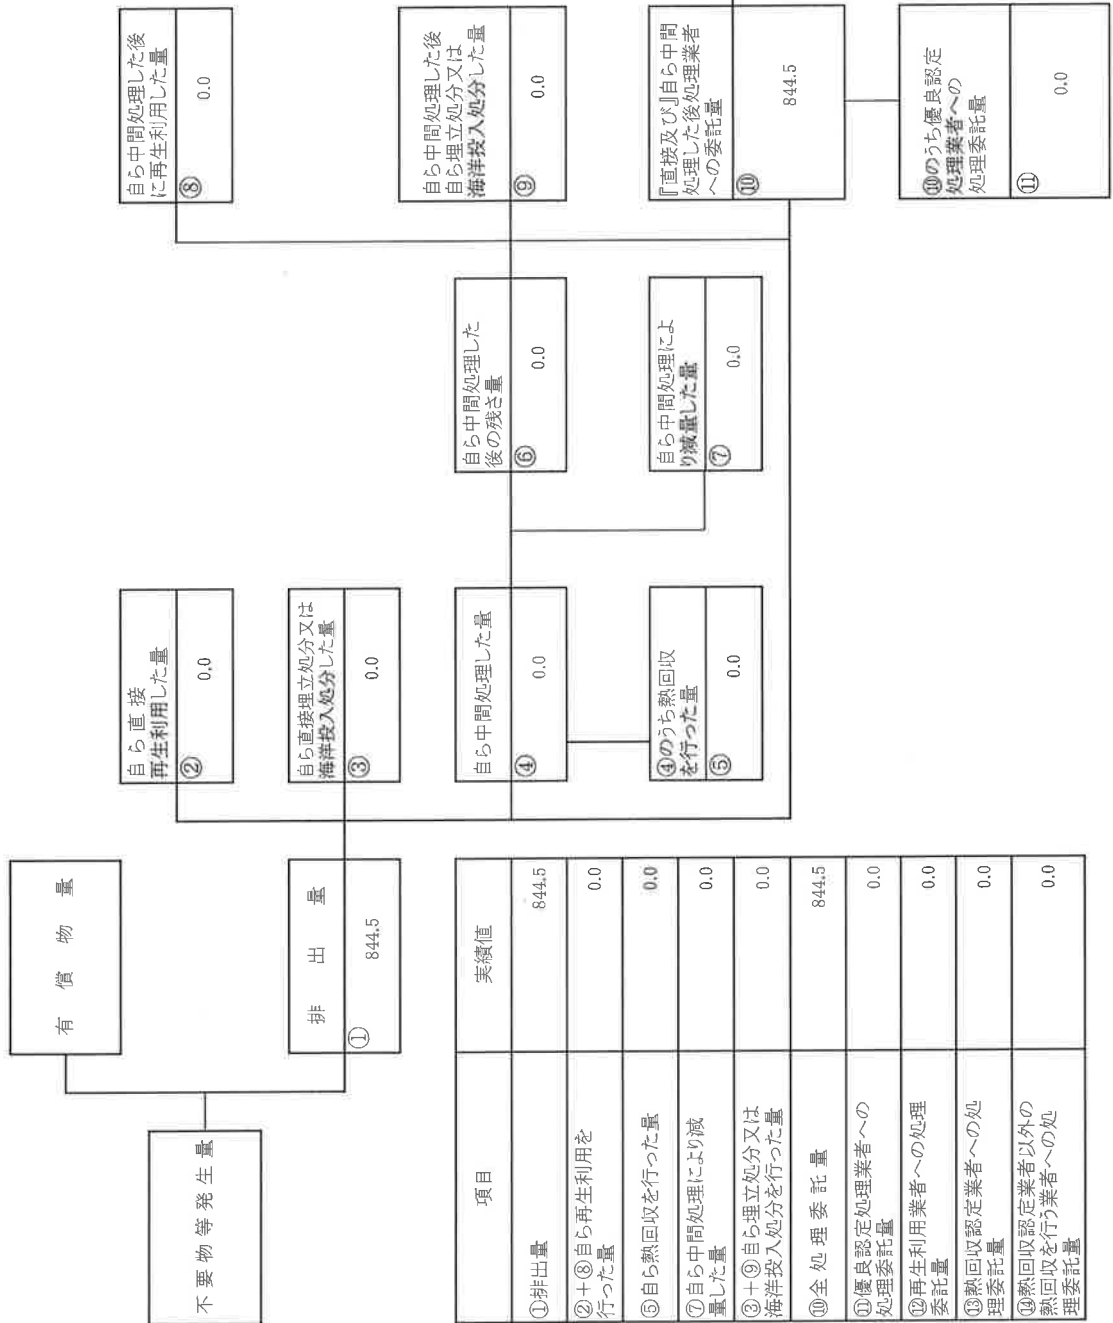 不要物等発生量
有償物量
排出量
①
844.5
自ら直接
再生利用した量
②
0.0
自ら直接埋立処分又は
海洋投入処分した量
③
0.0
自ら中間処理した量
④
0.0
④のうち熱回収
を行った量
⑤
0.0
自ら中間処理した
後の残さ量
⑥
0.0
自ら中間処理によ
り減量した量
⑦
0.0
自ら中間処理した後
に再生利用した量
⑧
0.0
自ら中間処理した後
自ら埋立処分又は
海洋投入処分した量
⑨
0.0
『直接及び』自ら中間
処理した後処理業者
への委託量
⑩
844.5
⑩のうち優良認定
処理業者への
処理委託量
⑪
0.0
項目 実績値
①排出量 844.5
②+⑧自ら再生利用を
行った量 0.0
⑤自ら熱回収を行った量 0.0
⑦自ら中間処理により減
量した量 0.0
③+⑨自ら埋立処分又は
海洋投入処分を行った量 0.0
⑩全処理委託量 844.5
⑪優良認定処理業者への
処理委託量 0.0
⑫再生利用業者への処理
委託量 0.0
⑬熱回収認定業者への処
理委託量 0.0
⑭熱回収認定業者以外の
熱回収を行う業者への処
理委託量 0.0